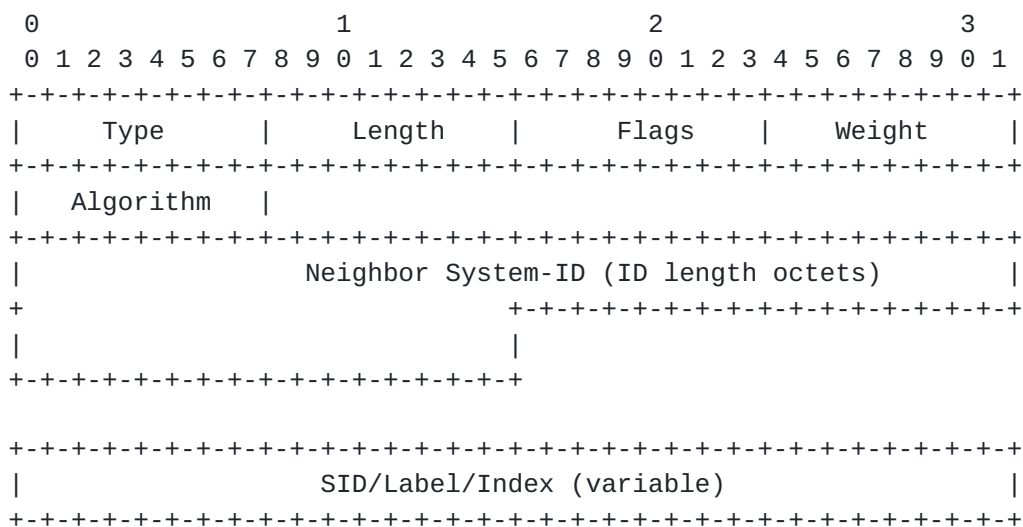 0                   1                   2                   3
 0 1 2 3 4 5 6 7 8 9 0 1 2 3 4 5 6 7 8 9 0 1 2 3 4 5 6 7 8 9 0 1
+-+-+-+-+-+-+-+-+-+-+-+-+-+-+-+-+-+-+-+-+-+-+-+-+-+-+-+-+-+-+-+-+
|     Type      |     Length    |      Flags    |    Weight     |
+-+-+-+-+-+-+-+-+-+-+-+-+-+-+-+-+-+-+-+-+-+-+-+-+-+-+-+-+-+-+-+-+
|   Algorithm   |
+-+-+-+-+-+-+-+-+-+-+-+-+-+-+-+-+-+-+-+-+-+-+-+-+-+-+-+-+-+-+-+-+
|                  Neighbor System-ID (ID length octets)        |
+                               +-+-+-+-+-+-+-+-+-+-+-+-+-+-+-+-+
|                               |
+-+-+-+-+-+-+-+-+-+-+-+-+-+-+-+-+

+-+-+-+-+-+-+-+-+-+-+-+-+-+-+-+-+-+-+-+-+-+-+-+-+-+-+-+-+-+-+-+-+
|                   SID/Label/Index (variable)                  |
+-+-+-+-+-+-+-+-+-+-+-+-+-+-+-+-+-+-+-+-+-+-+-+-+-+-+-+-+-+-+-+-+